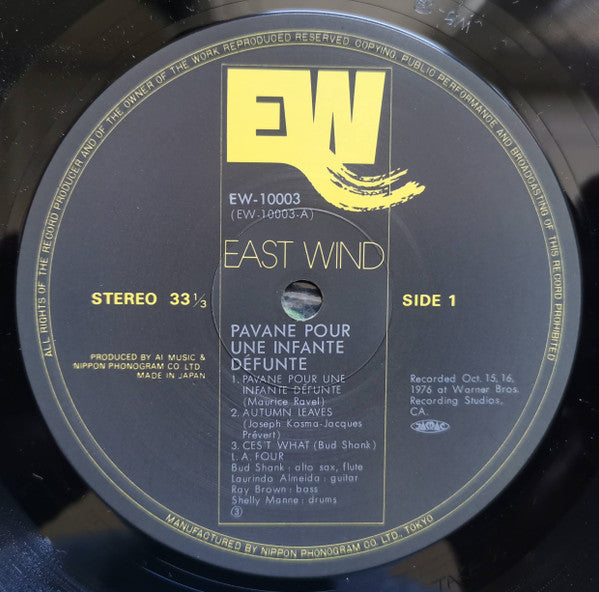 ALL RIGHTS OF THE RECORD PRODUCER AND OF THE OWNER OF THE WORK REPRODUCED RESERVED. COPYING, PUBLIC PERFORMANCE AND BROADCASTING OF THIS RECORD PROHIBITED
EW
EW-10003
(EW-10003-A)
EAST WIND
STEREO 33 1/3
SIDE 1
PAVANE POUR
UNE INFANTE
DÉFUNTE
PRODUCED BY AI MUSIC &
NIPPON PHONOGRAM CO. LTD.
MADE IN JAPAN
1. PAVANE POUR UNE
INFANTE DÉFUNTE
(Maurice Ravel)
2. AUTUMN LEAVES
(Joseph Kosma-Jacques
Prévert)
3. CES'T WHAT (Bud Shank)
L.A. FOUR
Bud Shank : alto sax, flute
Laurindo Almeida : guitar
Ray Brown : bass
Shelly Manne : drums
③
Recorded Oct. 15, 16,
1976 at Warner Bros.
Recording Studios,
CA.
JASRAC
MANUFACTURED BY NIPPON PHONOGRAM CO. LTD., TOKYO